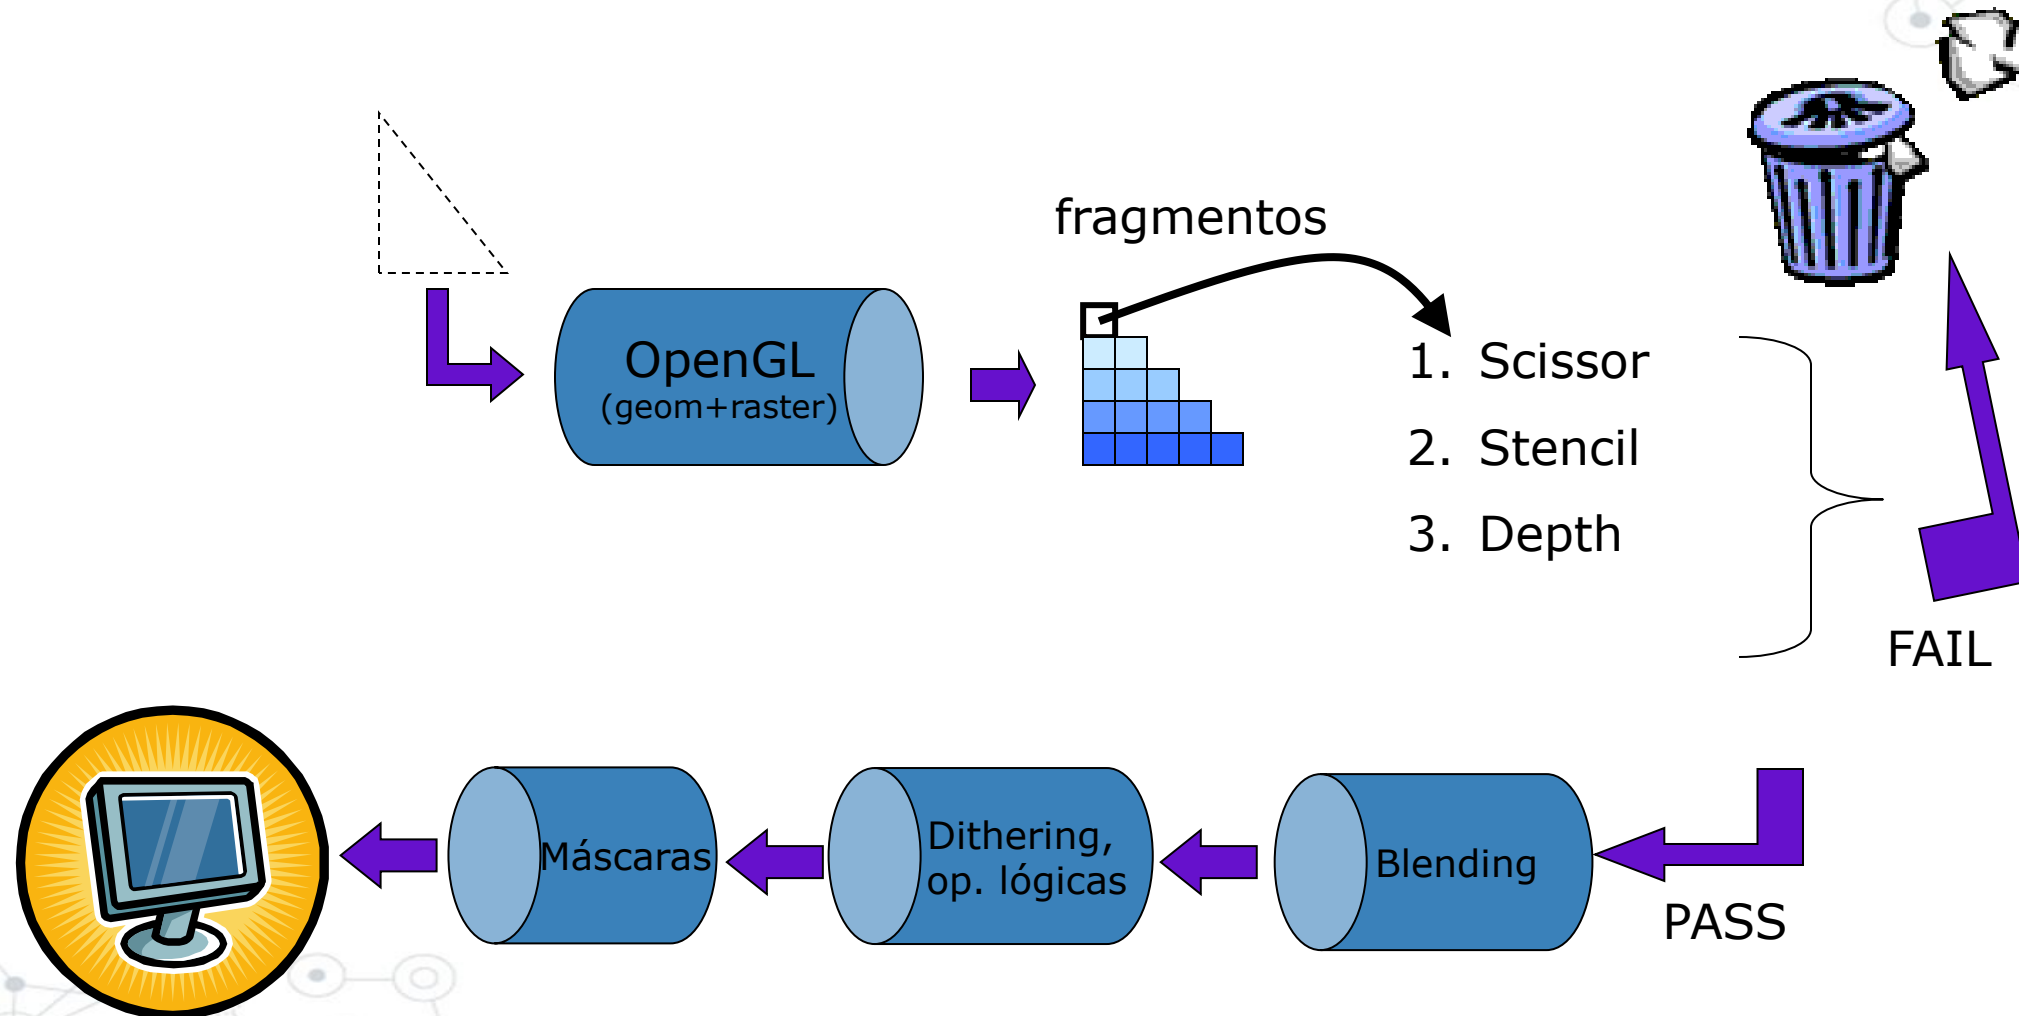 fragmentos
OpenGL
(geom+raster)
1. Scissor
2. Stencil
3. Depth
FAIL
Máscaras
Dithering,
op. lógicas
Blending
PASS